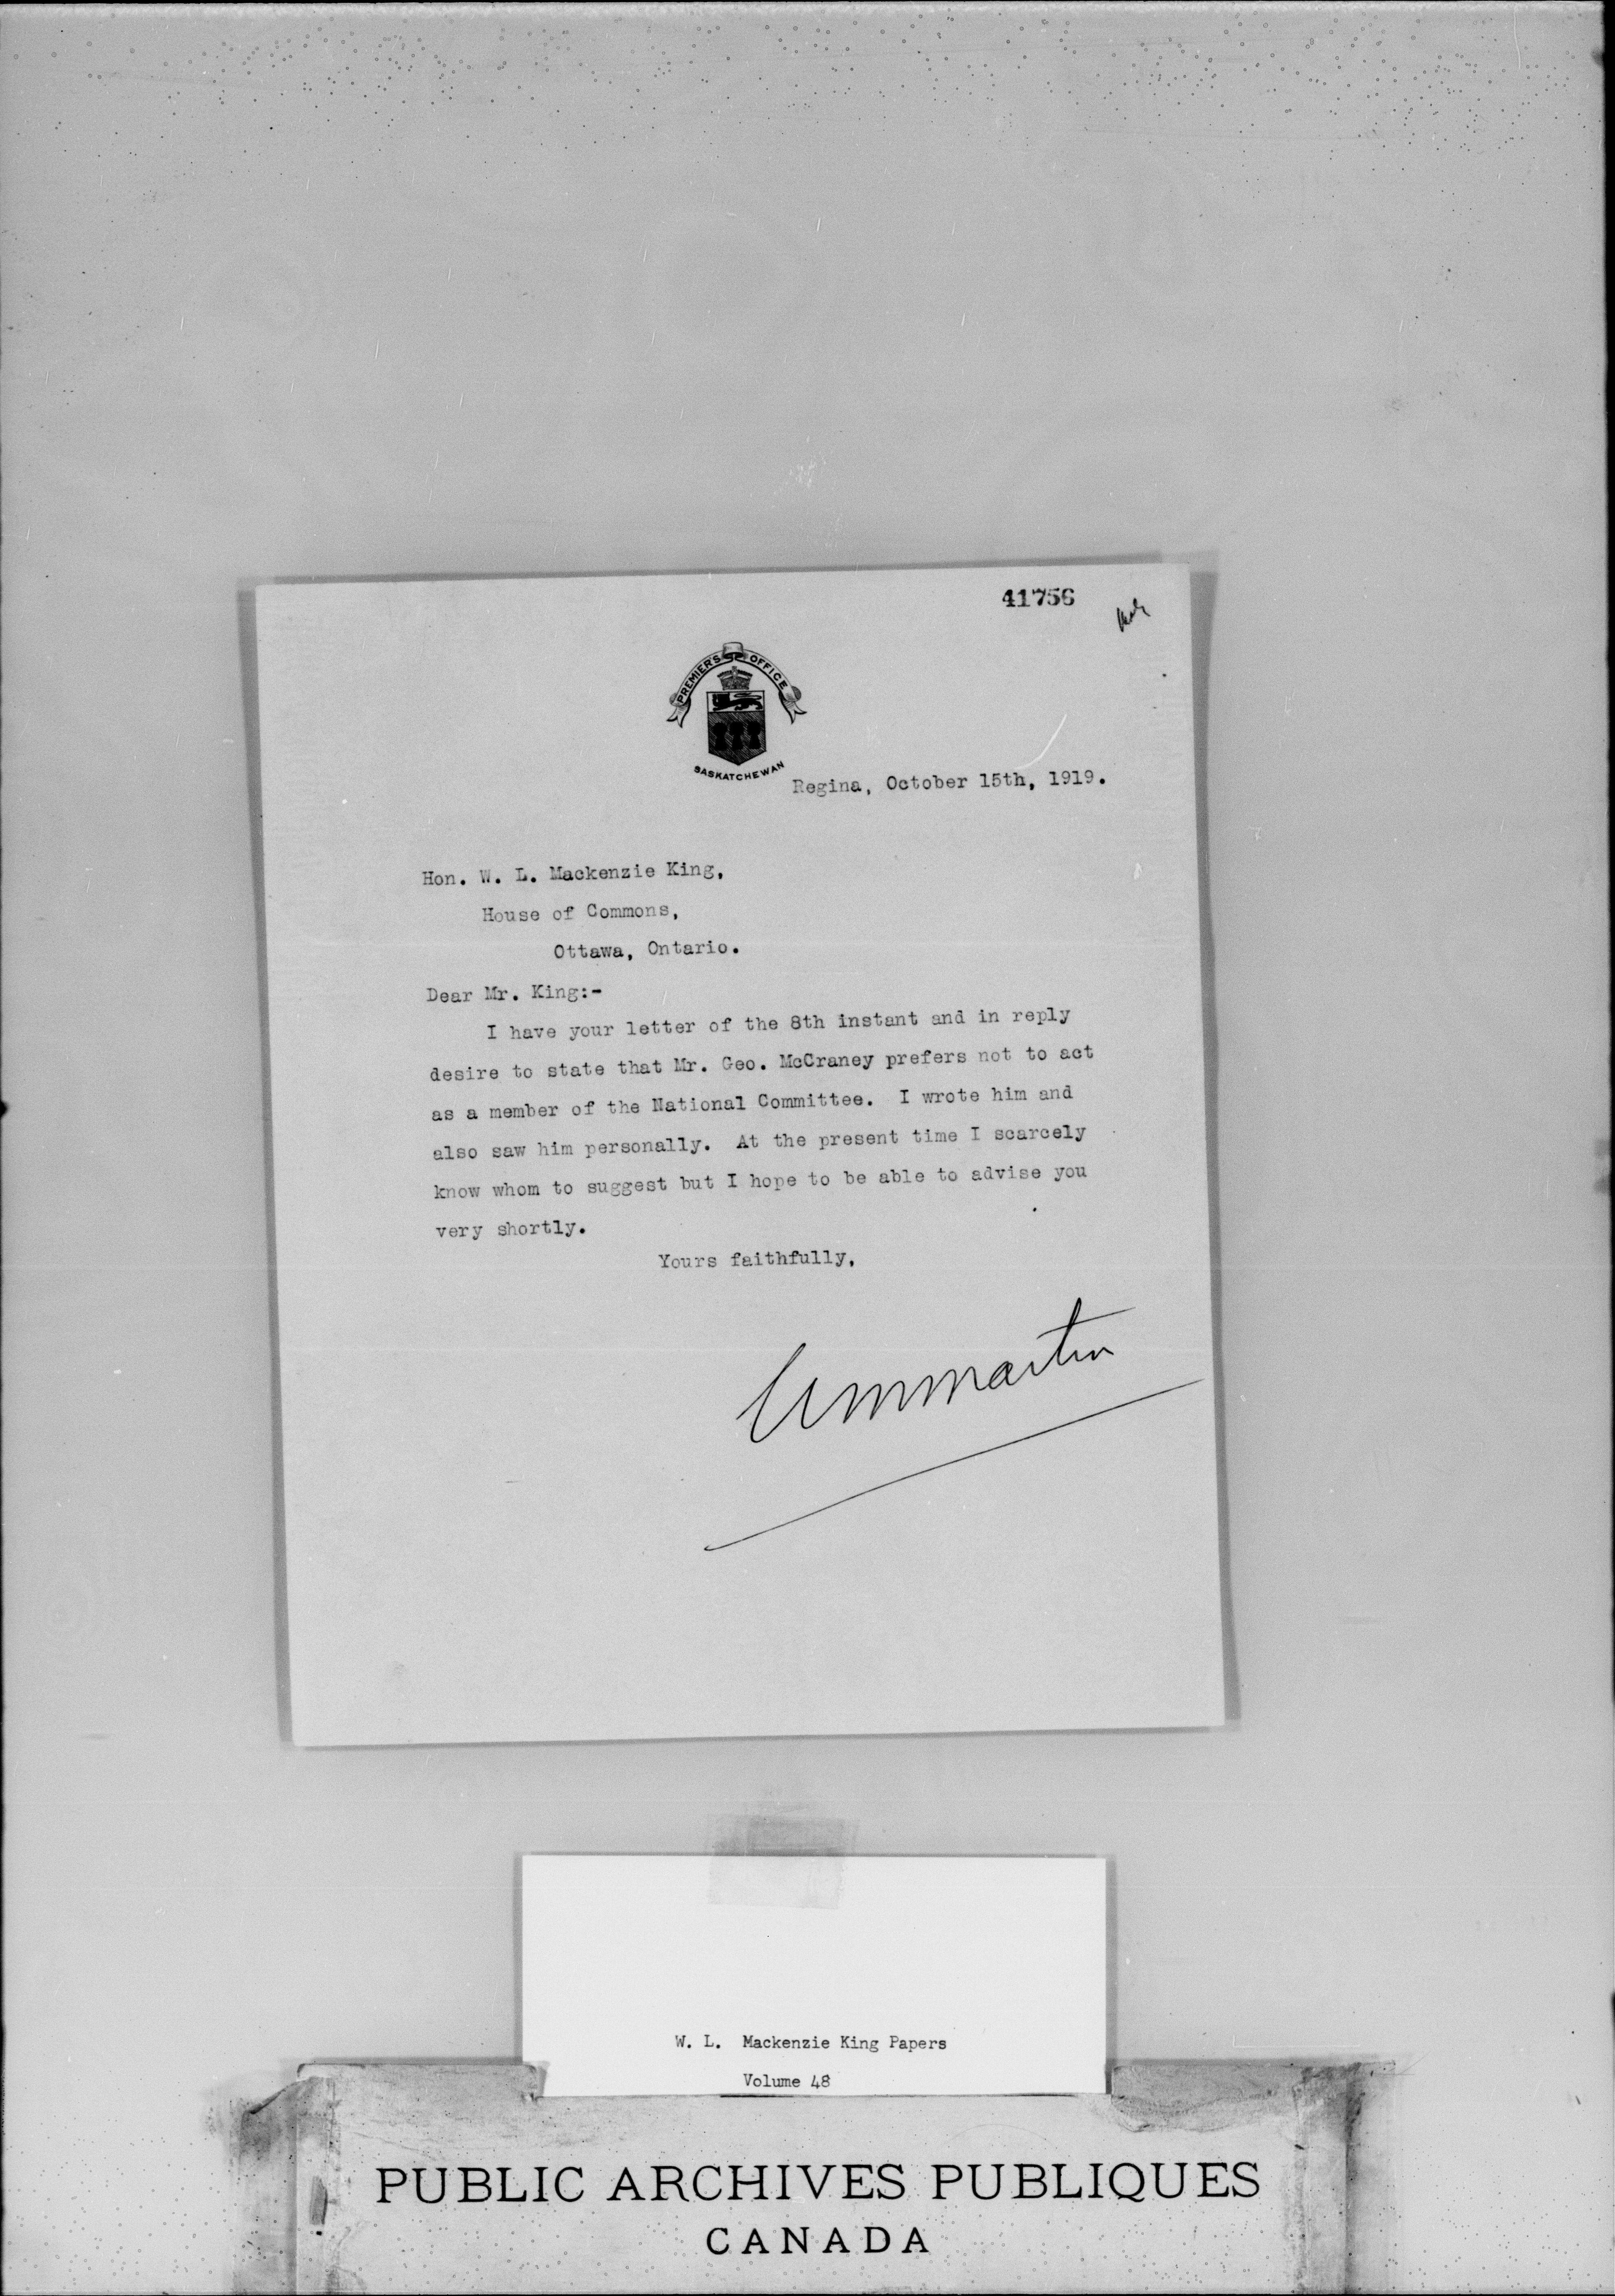 41756
PREMIER'S OFFICE
SASKATCHEWAN
Regina, October 15th, 1919.
Hon. W. L. Mackenzie King,
House of Commons,
Ottawa, Ontario.
Dear Mr. King:-
I have your letter of the 8th instant and in reply
desire to state that Mr. Geo. McCraney prefers not to act
as a member of the National Committee. I wrote him and
also saw him personally. At the present time I scarcely
know whom to suggest but I hope to be able to advise you
very shortly.
Yours faithfully,
WMMartin
W. L. Mackenzie King Papers
Volume 48
PUBLIC ARCHIVES PUBLIQUES
CANADA